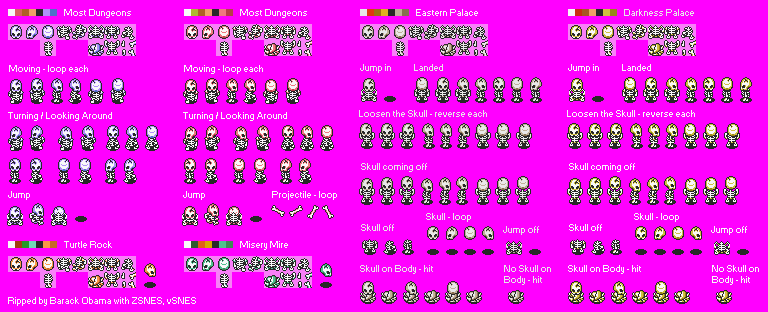 Most Dungeons
Most Dungeons
Eastern Palace
Darkness Palace
Moving - loop each
Moving - loop each
Jump in
Landed
Jump in
Landed
Turning / Looking Around
Turning / Looking Around
Loosen the Skull - reverse each
Loosen the Skull - reverse each
Skull coming off
Skull coming off
Jump
Jump
Projectile - loop
Skull - loop
Skull - loop
Skull off
Jump off
Skull off
Jump off
Turtle Rock
Misery Mire
Skull on Body - hit
No Skull on
Body - hit
Skull on Body - hit
No Skull on
Body - hit
Ripped by Barack Obama with ZSNES, vSNES